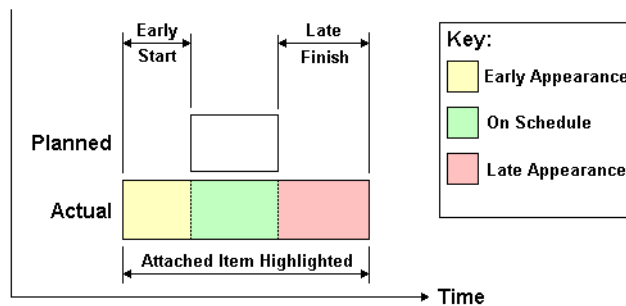 Early
Start
Late
Finish
Planned
Actual
Attached Item Highlighted
Time
Key:
Early Appearance
On Schedule
Late Appearance